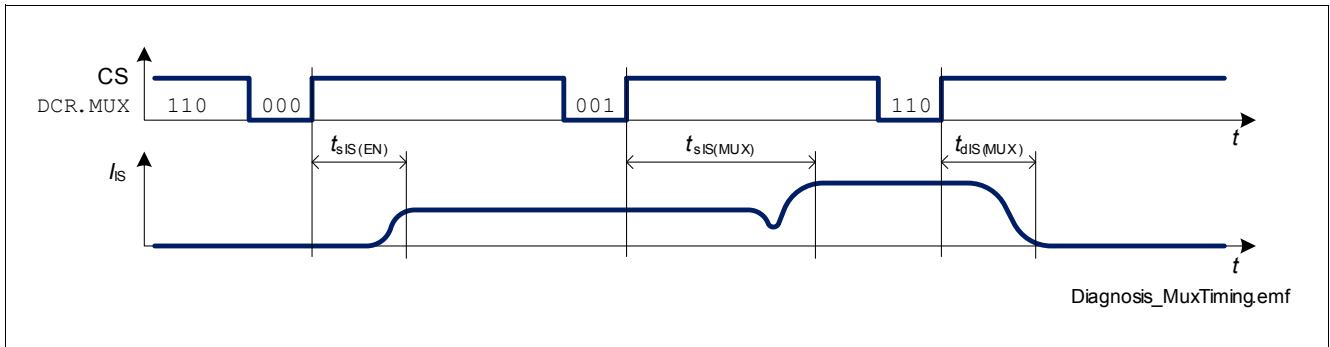 CS
DCR.MUX 110 000 001 110
t
tsIS(EN) tsIS(MUX) tdIS(MUX)
IIS
t
Diagnosis_MuxTiming.emf